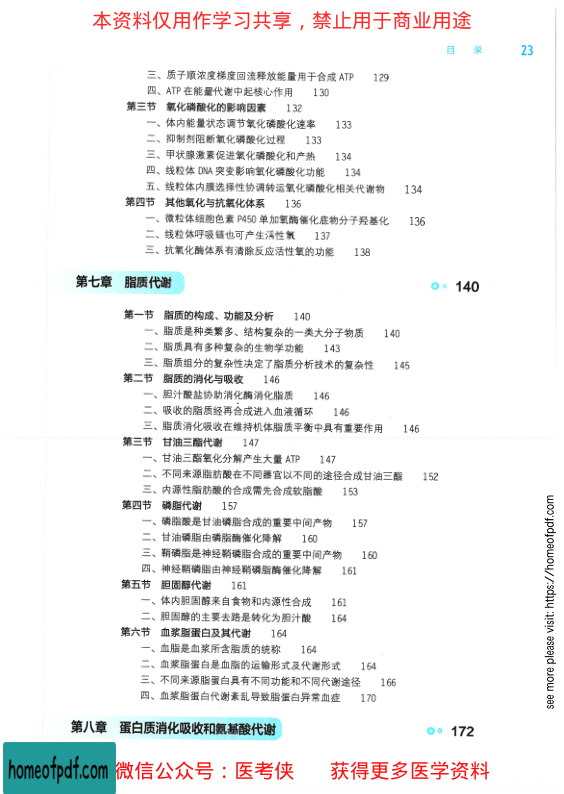 本资料仅用作学习共享，禁止用于商业用途
目 录 23
三、质子顺浓度梯度回流释放能量用于合成 ATP 129
四、ATP 在能量代谢中起核心作用 130
第三节 氧化磷酸化的影响因素 132
一、体内能量状态调节氧化磷酸化速率 133
二、抑制剂阻断氧化磷酸化过程 133
三、甲状腺激素促进氧化磷酸化和产热 134
四、线粒体 DNA 突变影响氧化磷酸化功能 134
五、线粒体内膜选择性协调转运氧化磷酸化相关代谢物 134
第四节 其他氧化与抗氧化体系 136
一、微粒体细胞色素 P450 单加氧酶催化底物分子羟基化 136
二、线粒体呼吸链也可产生活性氧 137
三、抗氧化酶体系有清除反应活性氧的功能 138
第七章 脂质代谢 140
第一节 脂质的构成、功能及分析 140
一、脂质是种类繁多、结构复杂的一类大分子物质 140
二、脂质具有多种复杂的生物学功能 143
三、脂质组分的复杂性决定了脂质分析技术的复杂性 145
第二节 脂质的消化与吸收 146
一、胆汁酸盐协助消化酶消化脂质 146
二、吸收的脂质经再合成进入血液循环 146
三、脂质消化吸收在维持机体脂质平衡中具有重要作用 146
第三节 甘油三酯代谢 147
一、甘油三酯氧化分解产生大量 ATP 147
二、不同来源脂肪酸在不同器官以不同的途径合成甘油三酯 152
三、内源性脂肪酸的合成需先合成软脂酸 153
第四节 磷脂代谢 157
一、磷脂酸是甘油磷脂合成的重要中间产物 157
二、甘油磷脂由磷脂酶催化降解 160
三、鞘磷脂是神经鞘磷脂合成的重要中间产物 160
四、神经鞘磷脂由神经鞘磷脂酶催化降解 161
第五节 胆固醇代谢 161
一、体内胆固醇来自食物和内源性合成 161
二、胆固醇的主要去路是转化为胆汁酸 164
第六节 血浆脂蛋白及其代谢 164
一、血脂是血浆所含脂质的统称 164
二、血浆脂蛋白是血脂的运输形式及代谢形式 164
三、不同来源脂蛋白具有不同功能和不同代谢途径 166
四、血浆脂蛋白代谢紊乱导致脂蛋白异常血症 170
第八章 蛋白质消化吸收和氨基酸代谢 172
see more please visit: https://homeofpdf.com
homeofpdf.com
微信公众号：医考侠 获得更多医学资料